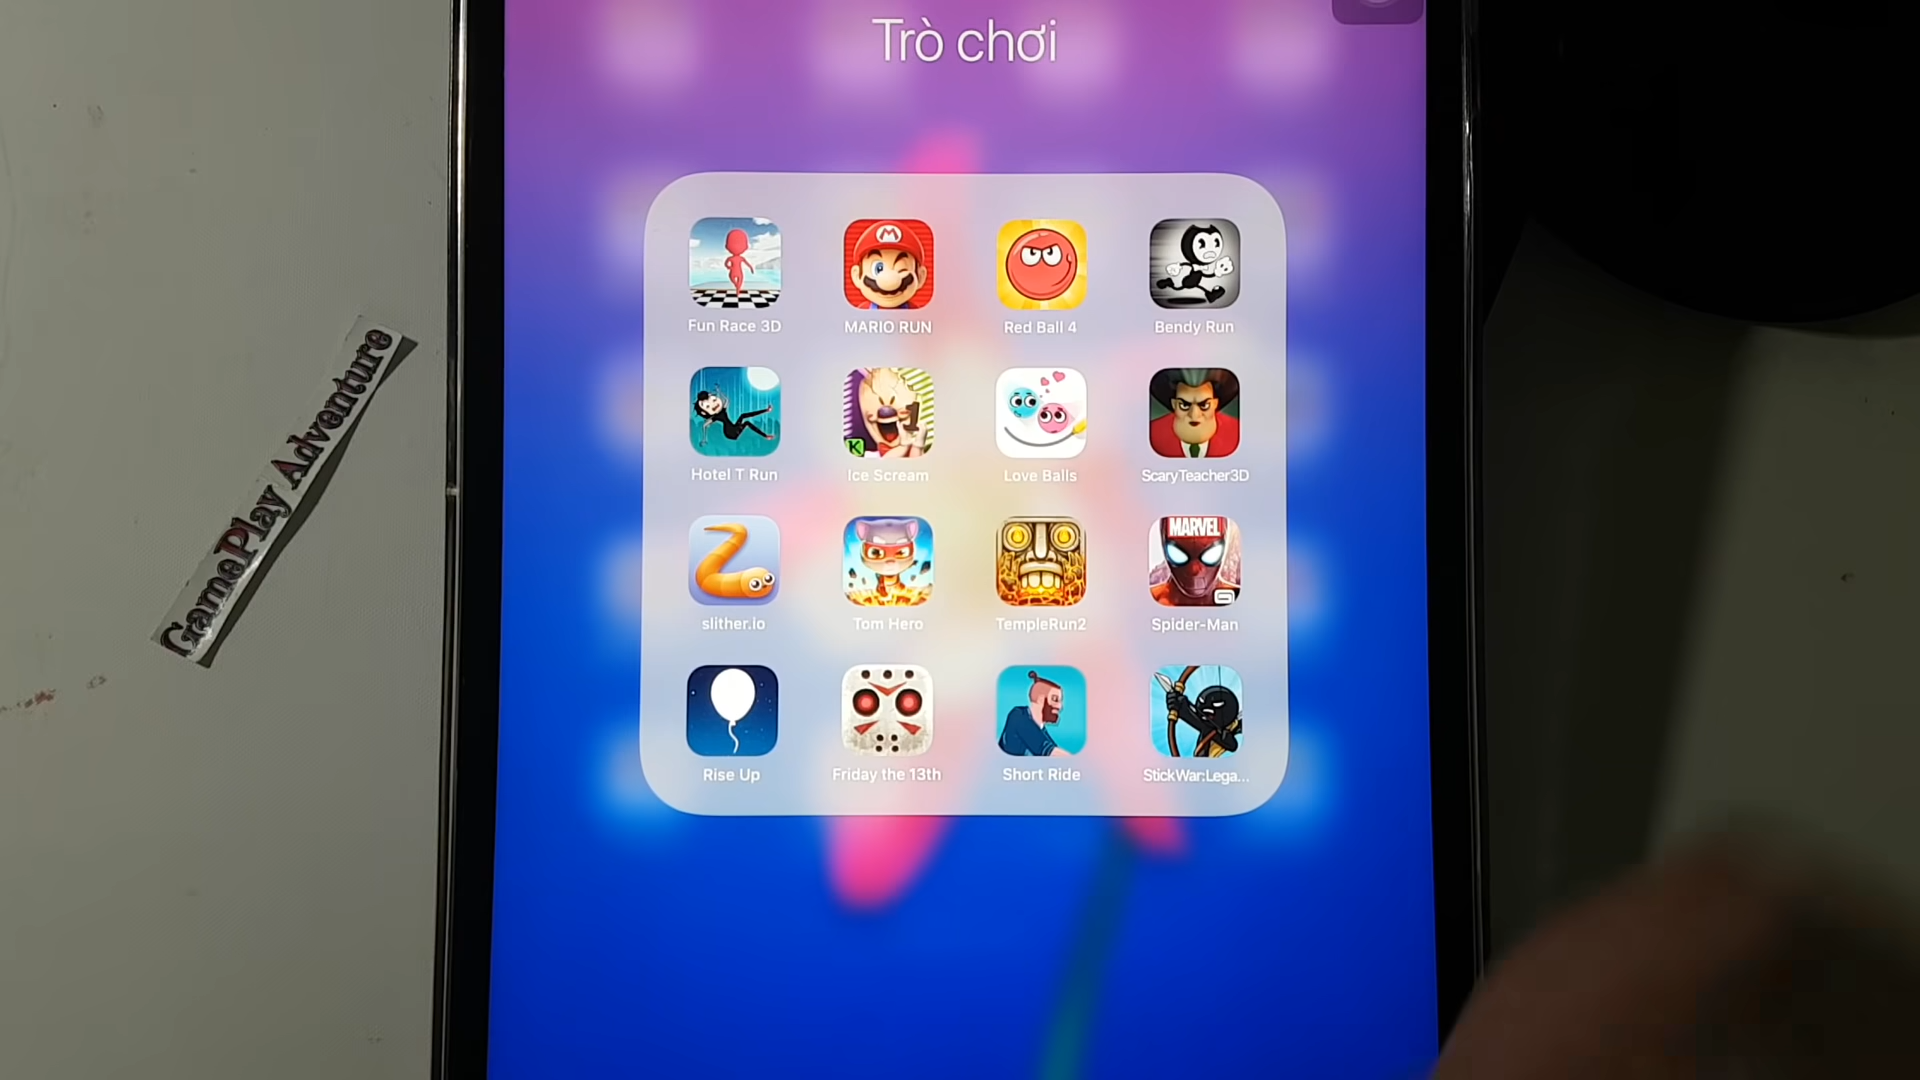 Trò chơi
Fun Race 3D
MARIO RUN
Red Ball 4
Bendy Run
Hotel T Run
Ice Scream
Love Balls
ScaryTeacher3D
MARVEL
slither.io
Tom Hero
TempleRun2
Spider-Man
Rise Up
Friday the 13th
Short Ride
StickWar:Lega...
GamePlay Adventure
M
K